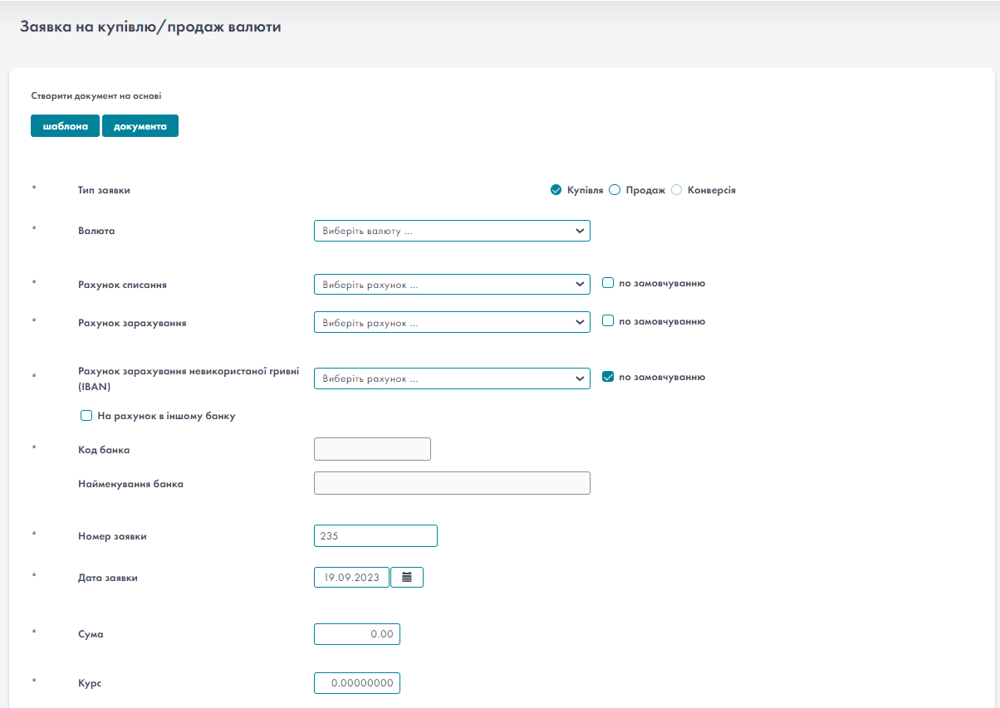 Заявка на купівлю/продаж валюти
Створити документ на основі
шаблона документа
* Тип заявки Купівля Продаж Конверсія
* Валюта Виберіть валюту ...
* Рахунок списання Виберіть рахунок ... по замовчуванню
* Рахунок зарахування Виберіть рахунок ... по замовчуванню
* Рахунок зарахування невикористаної гривні
(IBAN) Виберіть рахунок ... по замовчуванню
На рахунок в іншому банку
* Код банка
Найменування банка
* Номер заявки 235
* Дата заявки 19.09.2023
* Сума 0.00
* Курс 0.00000000